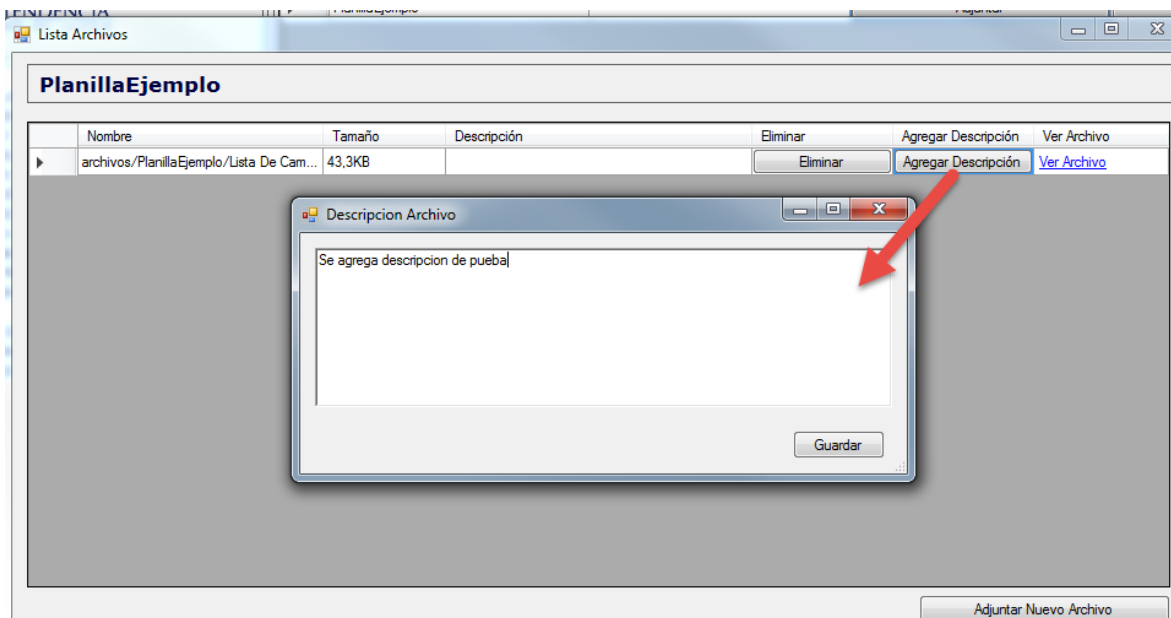 Lista Archivos
PlanillaEjemplo
Nombre Tamaño Descripción Eliminar Agregar Descripción Ver Archivo
archivos/PlanillaEjemplo/Lista De Cam... 43,3KB Eliminar Agregar Descripción Ver Archivo
Descripcion Archivo
Se agrega descripcion de pueba
Guardar
Adjuntar Nuevo Archivo